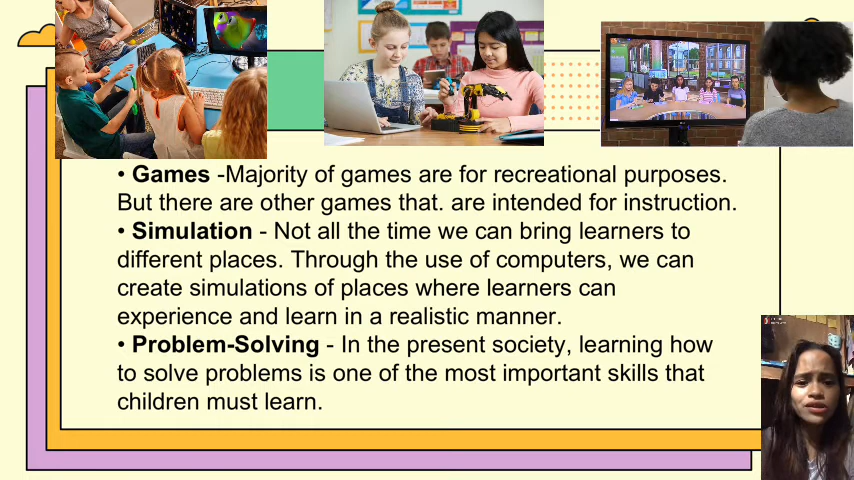 • Games -Majority of games are for recreational purposes.
But there are other games that. are intended for instruction.
• Simulation - Not all the time we can bring learners to
different places. Through the use of computers, we can
create simulations of places where learners can
experience and learn in a realistic manner.
• Problem-Solving - In the present society, learning how
to solve problems is one of the most important skills that
children must learn.